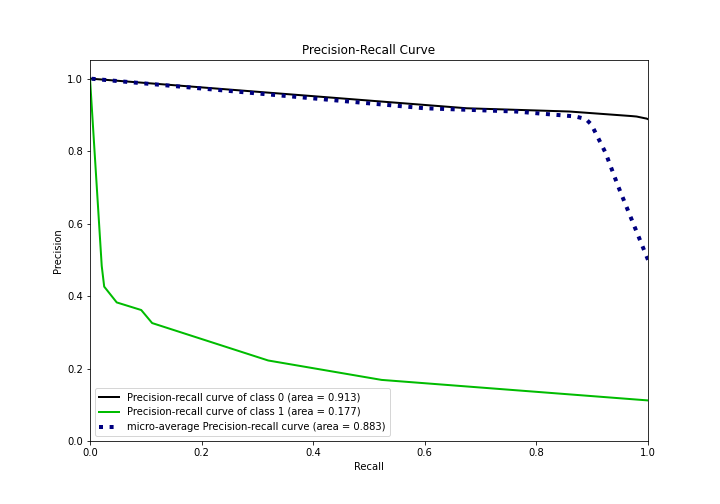 Precision-Recall Curve
1.0
0.8
0.6
0.4
0.2
0.0
Precision
Precision-recall curve of class 0 (area = 0.913)
Precision-recall curve of class 1 (area = 0.177)
micro-average Precision-recall curve (area = 0.883)
0.0 0.2 0.4 0.6 0.8 1.0
Recall